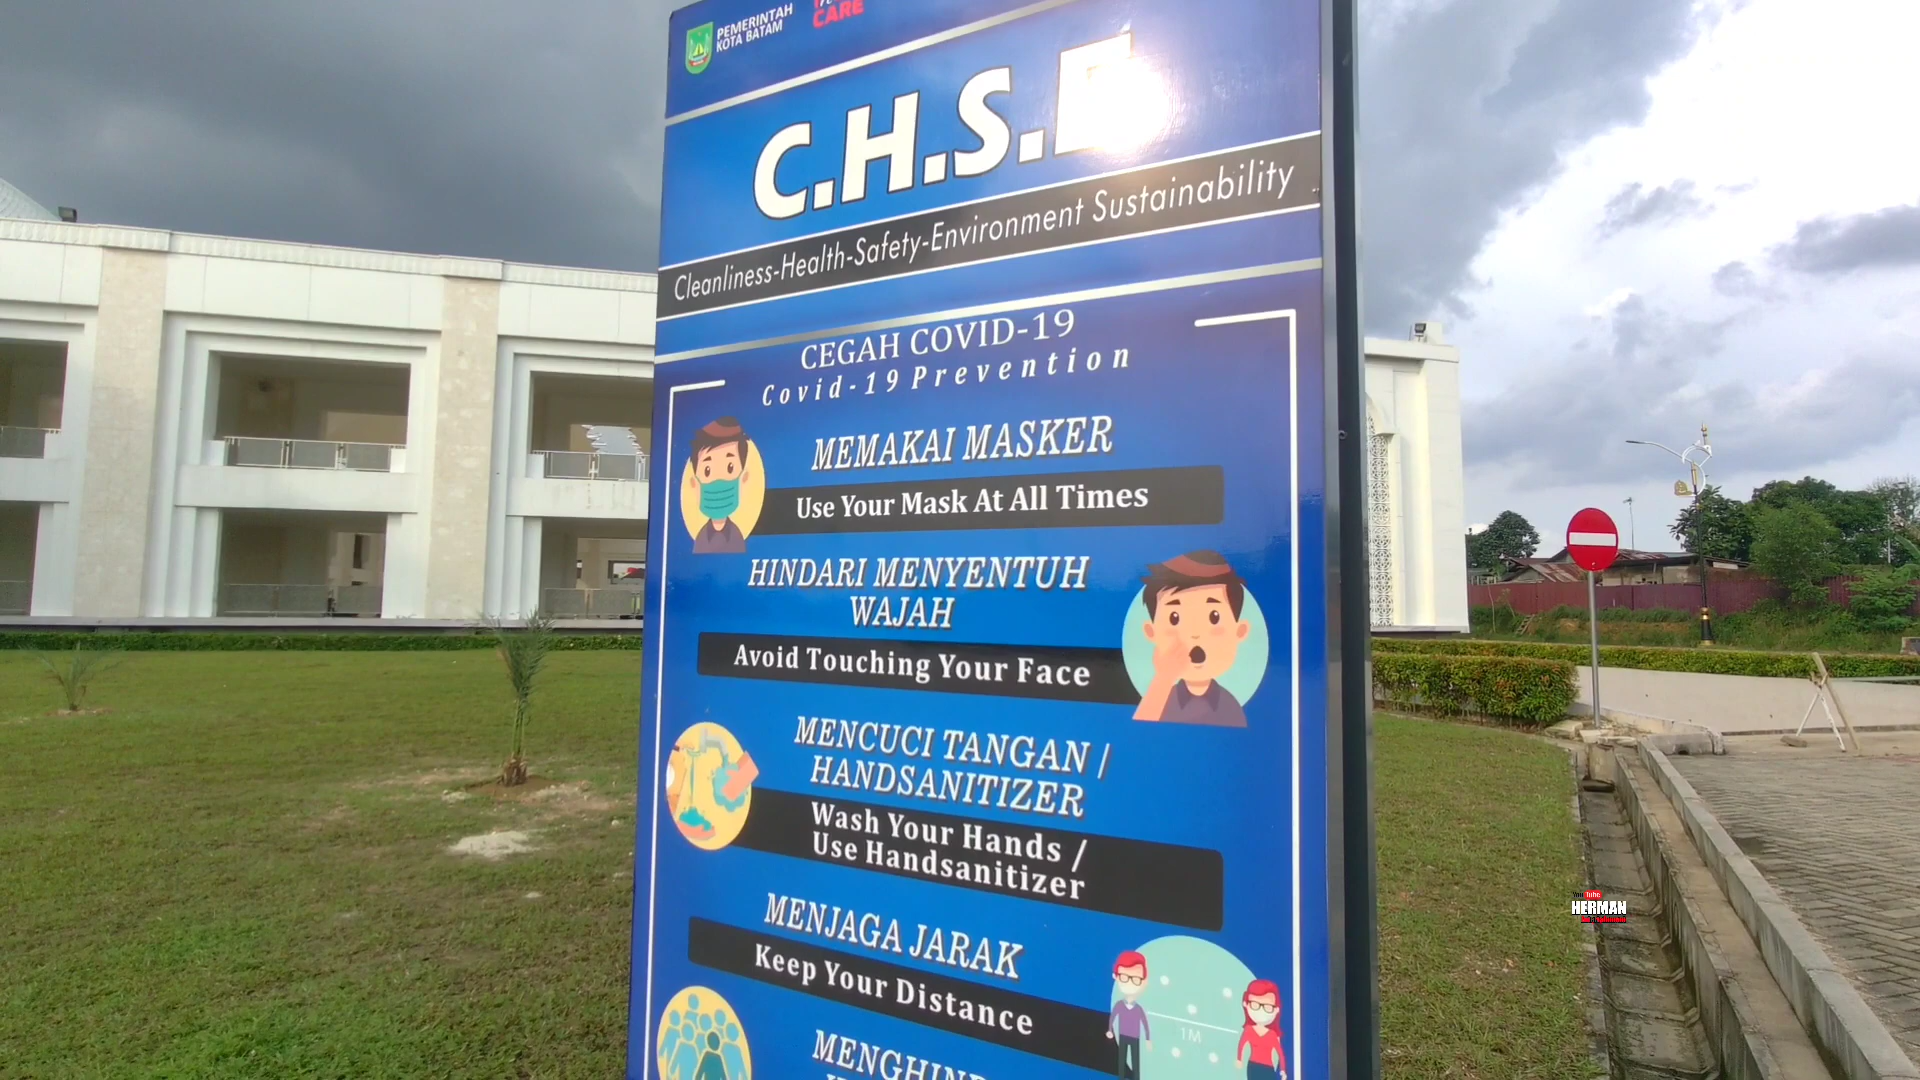 PEMERINTAH
KOTA BATAM
CARE
C.H.S.E
Cleanliness-Health-Safety-Environment Sustainability
CEGAH COVID-19
Covid-19 Prevention
MEMAKAI MASKER
Use Your Mask At All Times
HINDARI MENYENTUH
WAJAH
Avoid Touching Your Face
MENCUCI TANGAN /
HANDSANITIZER
Wash Your Hands /
Use Handsanitizer
MENJAGA JARAK
Keep Your Distance
1M
You Tube
HERMAN